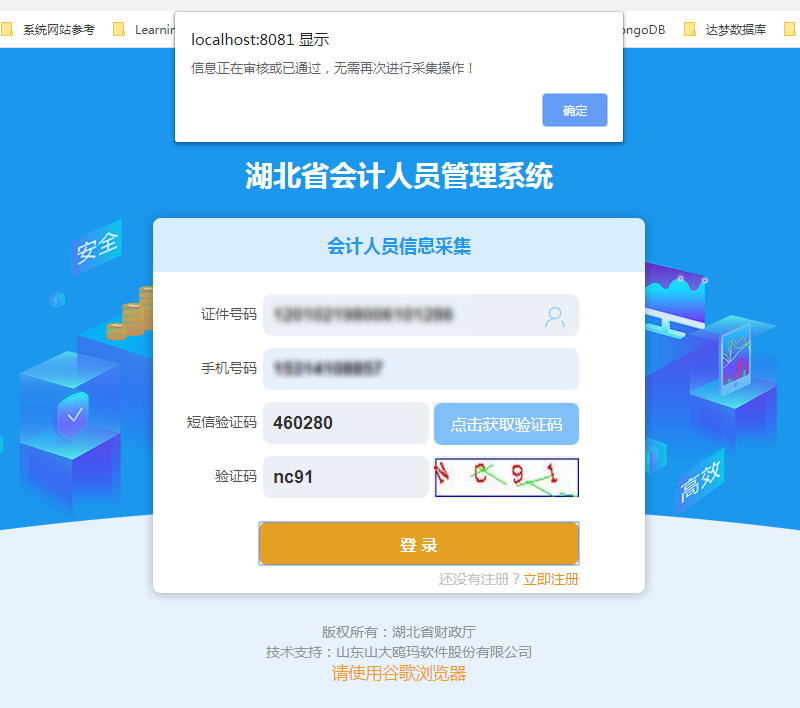 系统网站参考
Learnin
ongoDB
达梦数据库
localhost:8081 显示
信息正在审核或已通过，无需再次进行采集操作！
确定
湖北省会计人员管理系统
安全
会计人员信息采集
证件号码
手机号码
短信验证码 460280 点击获取验证码
验证码 nc91 N C 9 1
高效
登 录
还没有注册？立即注册
版权所有：湖北省财政厅
技术支持：山东山大鸥玛软件股份有限公司
请使用谷歌浏览器